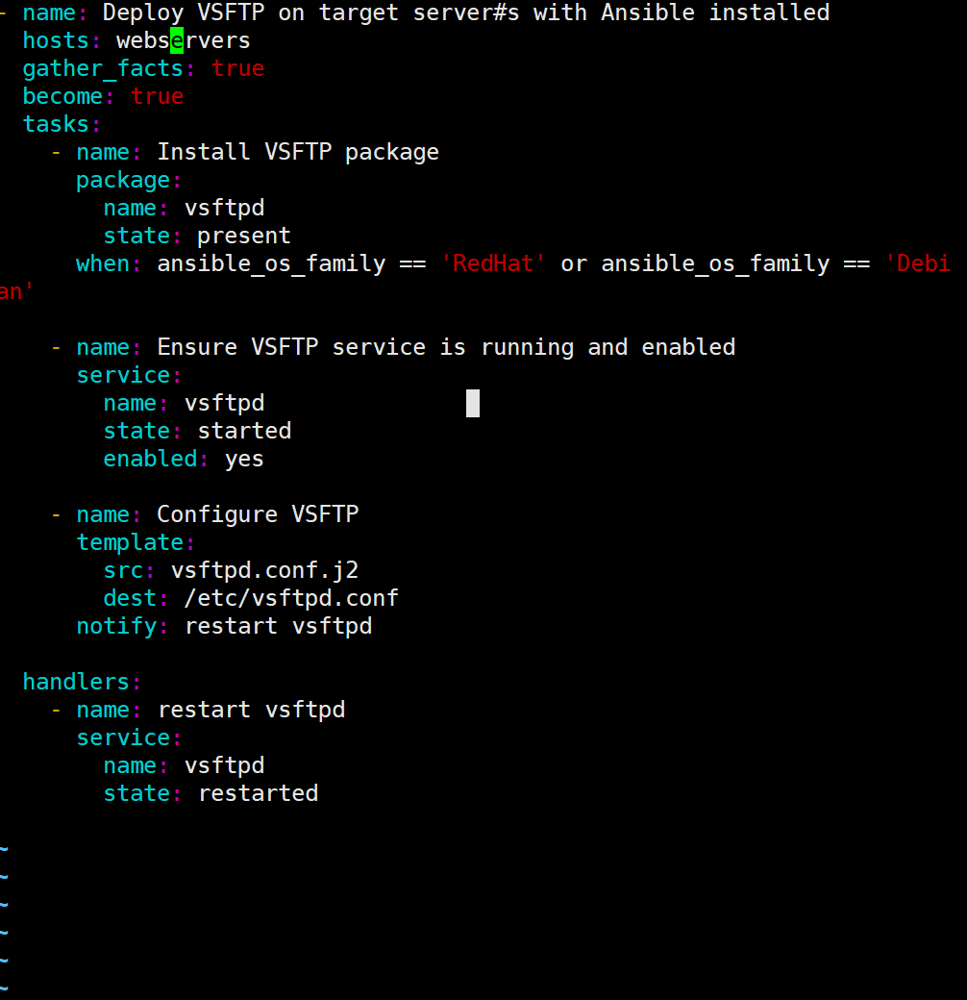 - name: Deploy VSFTP on target server#s with Ansible installed
  hosts: webservers
  gather_facts: true
  become: true
  tasks:
    - name: Install VSFTP package
      package:
        name: vsftpd
        state: present
      when: ansible_os_family == 'RedHat' or ansible_os_family == 'Debi
an'

    - name: Ensure VSFTP service is running and enabled
      service:
        name: vsftpd
        state: started
        enabled: yes

    - name: Configure VSFTP
      template:
        src: vsftpd.conf.j2
        dest: /etc/vsftpd.conf
      notify: restart vsftpd

  handlers:
    - name: restart vsftpd
      service:
        name: vsftpd
        state: restarted

~
~
~
~
~
~